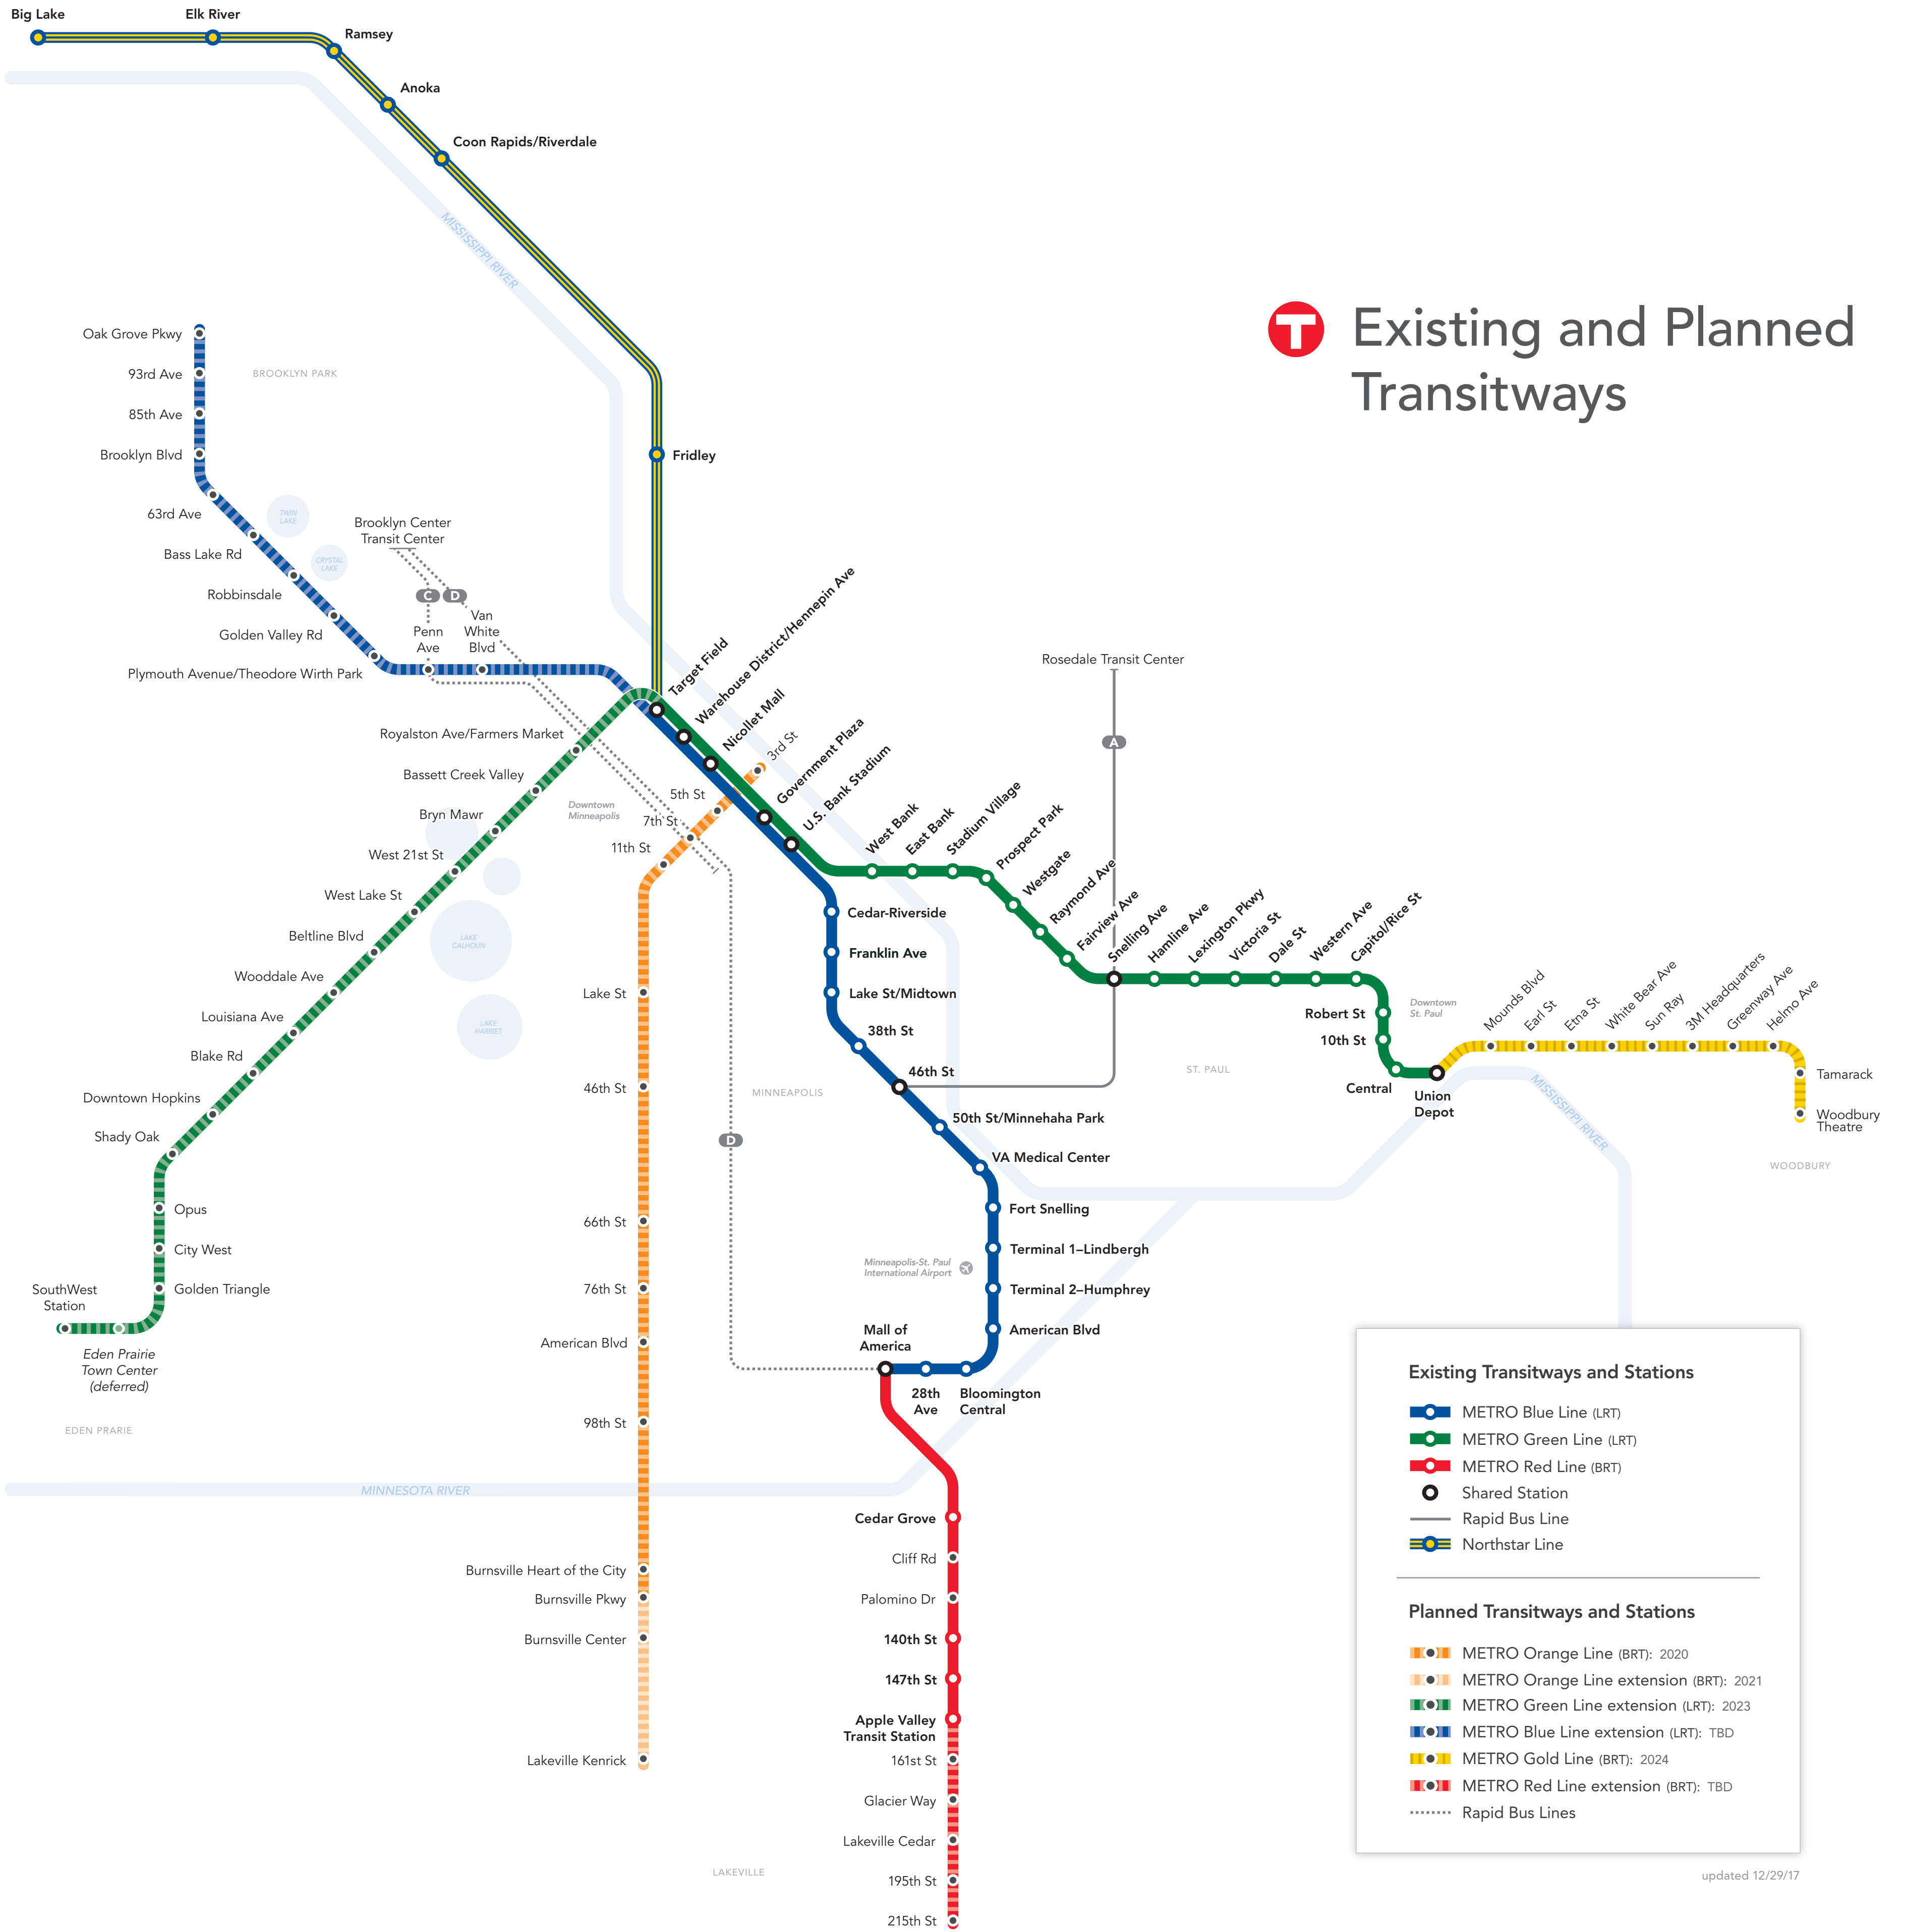 Big Lake
Elk River
Ramsey
Anoka
Coon Rapids/Riverdale
MISSISSIPPI RIVER
T
Existing and Planned
Transitways
Oak Grove Pkwy
93rd Ave
BROOKLYN PARK
85th Ave
Brooklyn Blvd
Fridley
63rd Ave
TWIN
LAKE
Bass Lake Rd
CRYSTAL
LAKE
Robbinsdale
Golden Valley Rd
Plymouth Avenue/Theodore Wirth Park
Brooklyn Center
Transit Center
C
D
Penn
Ave
Van
White
Blvd
Target Field
Warehouse District/Hennepin Ave
Nicollet Mall
3rd St
Government Plaza
U.S. Bank Stadium
5th St
7th St
11th St
Downtown
Minneapolis
Royalston Ave/Farmers Market
Bassett Creek Valley
Bryn Mawr
West 21st St
West Lake St
Beltline Blvd
Wooddale Ave
Louisiana Ave
Blake Rd
Downtown Hopkins
Shady Oak
Opus
City West
Golden Triangle
SouthWest
Station
Eden Prairie
Town Center
(deferred)
EDEN PRARIE
LAKE
CALHOUN
LAKE
HARRIET
Rosedale Transit Center
A
West Bank
East Bank
Stadium Village
Prospect Park
Westgate
Raymond Ave
Fairview Ave
Snelling Ave
Hamline Ave
Lexington Pkwy
Victoria St
Dale St
Western Ave
Capitol/Rice St
Robert St
10th St
Central
Union
Depot
Downtown
St. Paul
ST. PAUL
Mounds Blvd
Earl St
Etna St
White Bear Ave
Sun Ray
3M Headquarters
Greenway Ave
Helmo Ave
Tamarack
Woodbury
Theatre
WOODBURY
MISSISSIPPI RIVER
Cedar-Riverside
Franklin Ave
Lake St/Midtown
38th St
46th St
50th St/Minnehaha Park
VA Medical Center
Fort Snelling
Terminal 1–Lindbergh
Terminal 2–Humphrey
American Blvd
Bloomington
Central
28th
Ave
Mall of
America
Minneapolis-St. Paul
International Airport
MINNEAPOLIS
D
Lake St
46th St
66th St
76th St
American Blvd
98th St
MINNESOTA RIVER
Burnsville Heart of the City
Burnsville Pkwy
Burnsville Center
Lakeville Kenrick
Cedar Grove
Cliff Rd
Palomino Dr
140th St
147th St
Apple Valley
Transit Station
161st St
Glacier Way
Lakeville Cedar
195th St
215th St
LAKEVILLE
Existing Transitways and Stations
METRO Blue Line (LRT)
METRO Green Line (LRT)
METRO Red Line (BRT)
Shared Station
Rapid Bus Line
Northstar Line
Planned Transitways and Stations
METRO Orange Line (BRT): 2020
METRO Orange Line extension (BRT): 2021
METRO Green Line extension (LRT): 2023
METRO Blue Line extension (LRT): TBD
METRO Gold Line (BRT): 2024
METRO Red Line extension (BRT): TBD
Rapid Bus Lines
updated 12/29/17